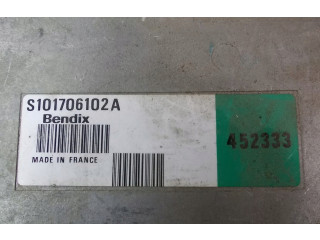 S101706102A
Bendix
452333
MADE IN FRANCE